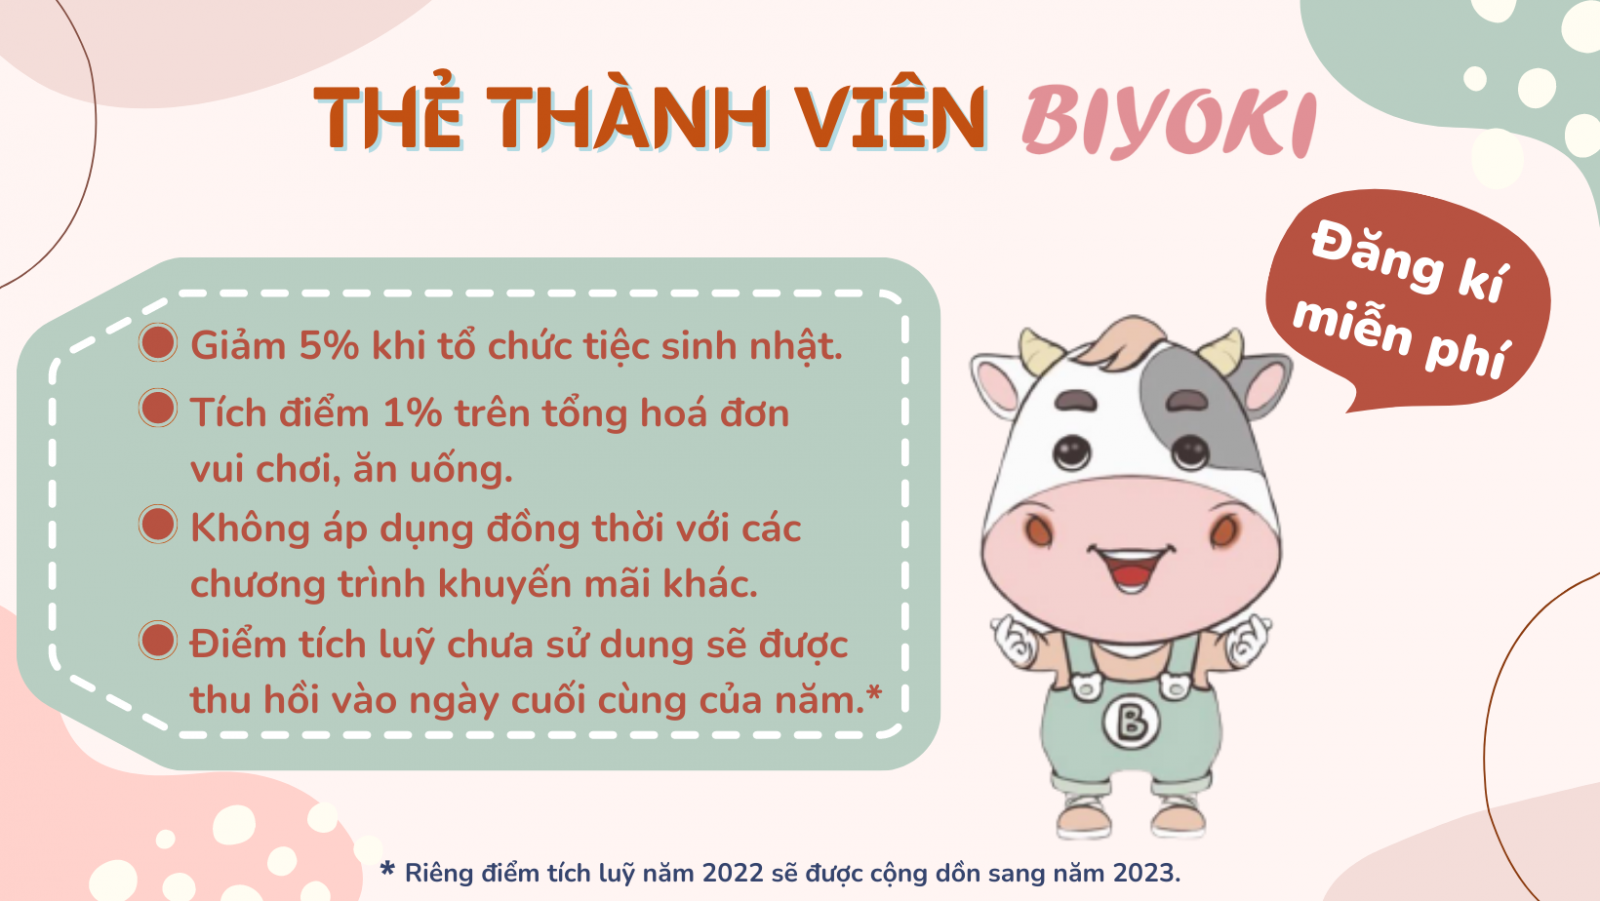 THẺ THÀNH VIÊN BIYOKI
Đăng kí
miễn phí
Giảm 5% khi tổ chức tiệc sinh nhật.
Tích điểm 1% trên tổng hoá đơn
vui chơi, ăn uống.
Không áp dụng đồng thời với các
chương trình khuyến mãi khác.
Điểm tích luỹ chưa sử dung sẽ được
thu hồi vào ngày cuối cùng của năm.*
B
* Riêng điểm tích luỹ năm 2022 sẽ được cộng dồn sang năm 2023.